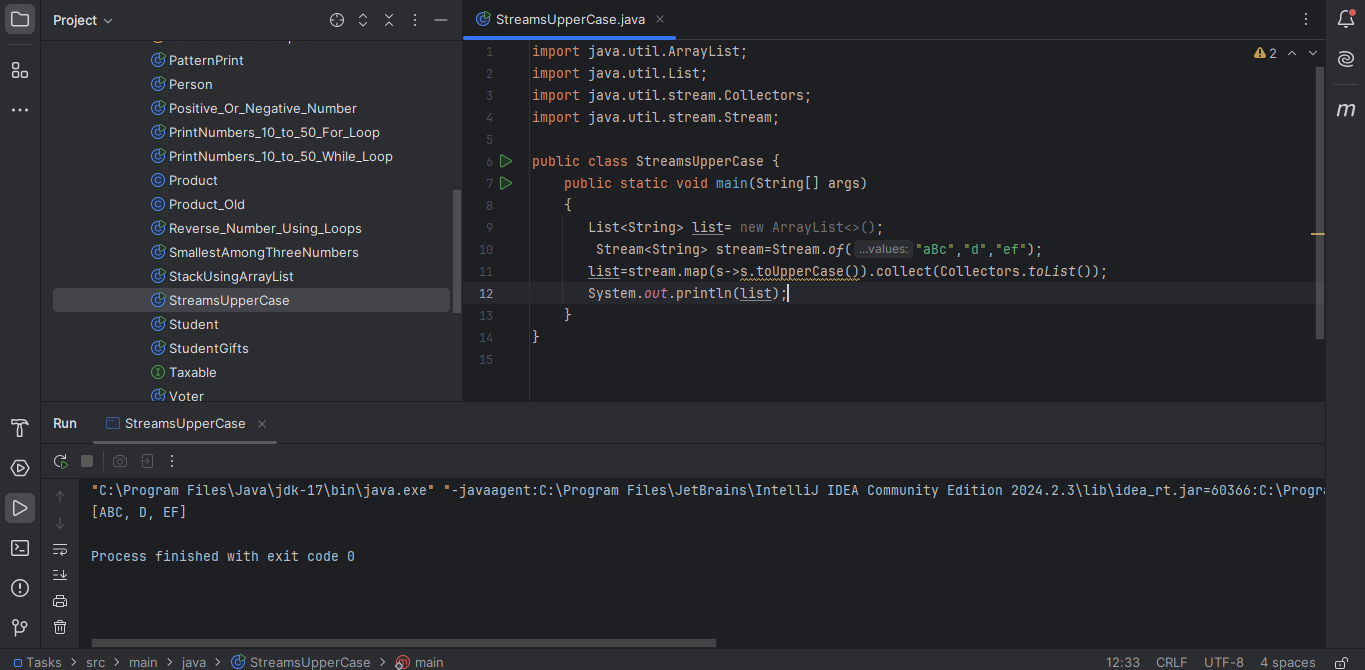 Project
PatternPrint
Person
Positive_Or_Negative_Number
PrintNumbers_10_to_50_For_Loop
PrintNumbers_10_to_50_While_Loop
Product
Product_Old
Reverse_Number_Using_Loops
SmallestAmongThreeNumbers
StackUsingArrayList
StreamsUpperCase
Student
StudentGifts
Taxable
Voter
StreamsUpperCase.java
2
1 import java.util.ArrayList;
2 import java.util.List;
3 import java.util.stream.Collectors;
4 import java.util.stream.Stream;
5
6 public class StreamsUpperCase {
7 public static void main(String[] args)
8 {
9 List<String> list= new ArrayList<>();
10 Stream<String> stream=Stream.of( ...values: "aBc","d","ef");
11 list=stream.map(s->s.toUpperCase()).collect(Collectors.toList());
12 System.out.println(list);
13 }
14 }
15
m
Run StreamsUpperCase
"C:\Program Files\Java\jdk-17\bin\java.exe" "-javaagent:C:\Program Files\JetBrains\IntelliJ IDEA Community Edition 2024.2.3\lib\idea_rt.jar=60366:C:\Progra
[ABC, D, EF]
Process finished with exit code 0
Tasks > src > main > java > StreamsUpperCase > main 12:33 CRLF UTF-8 4 spaces